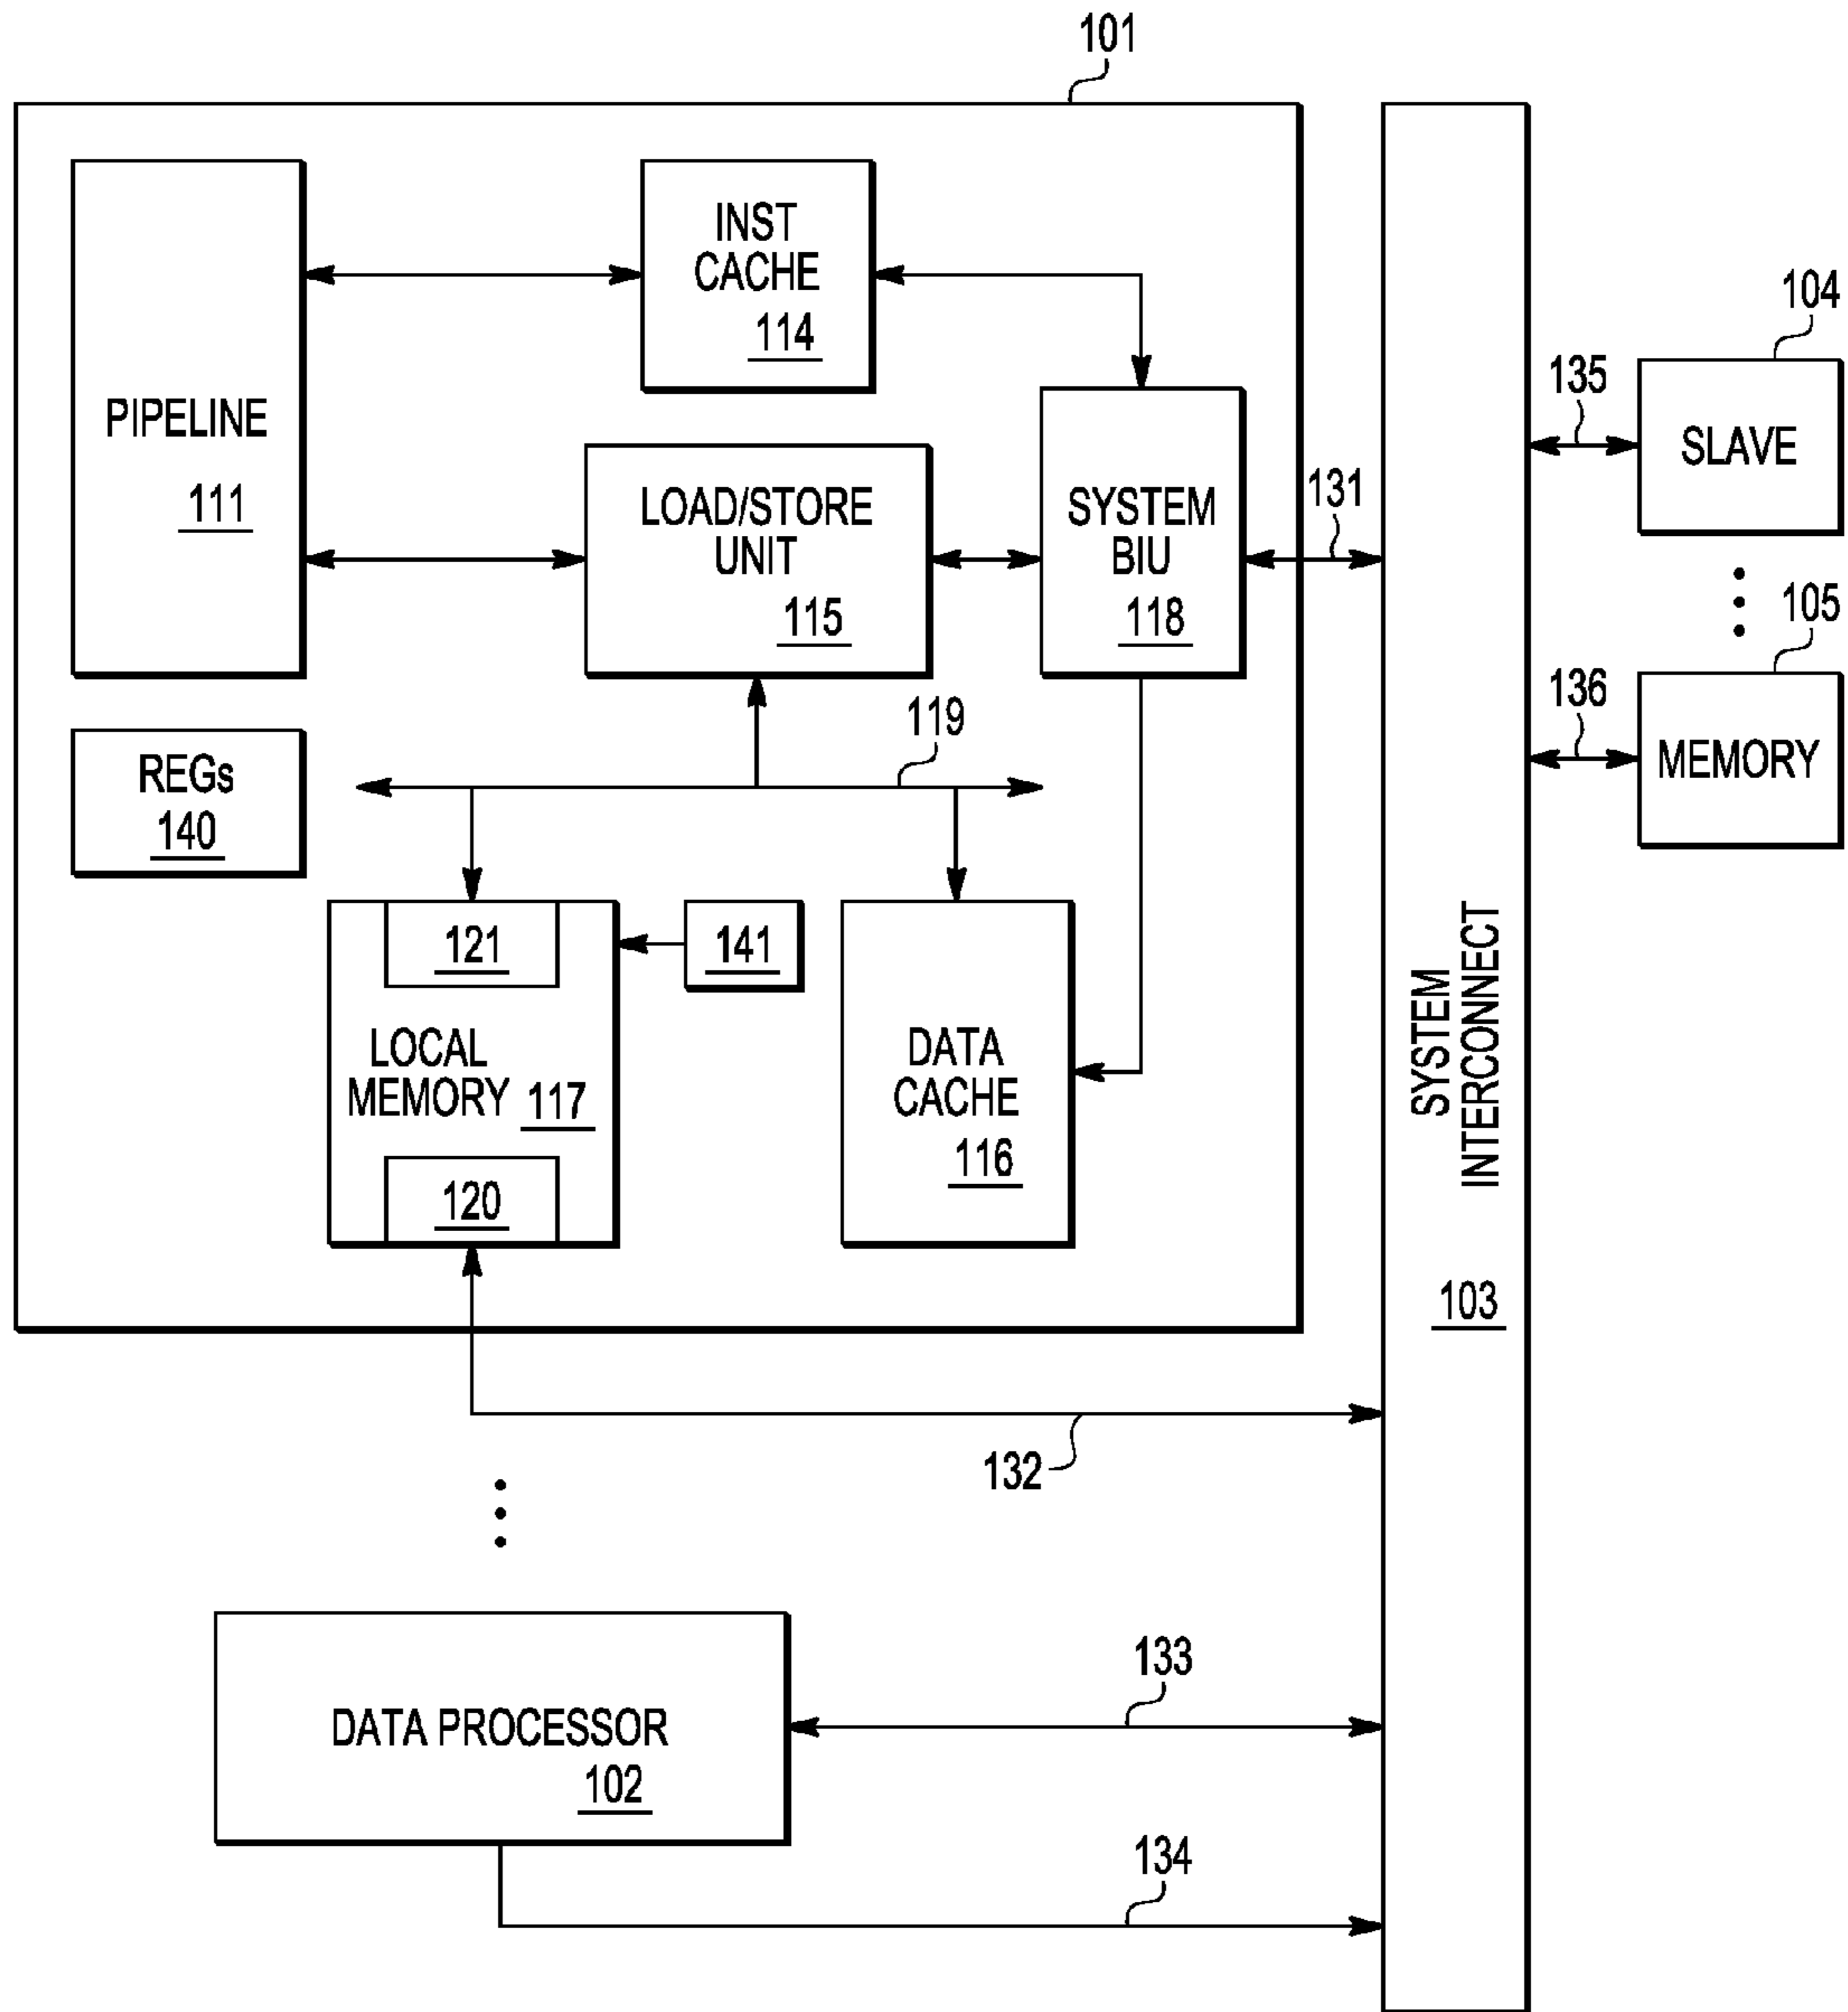 101
PIPELINE
111
INST
CACHE
114
LOAD/STORE
UNIT
115
SYSTEM
BIU
118
131
119
REGs
140
121
141
LOCAL
MEMORY 117
120
DATA
CACHE
116
132
DATA PROCESSOR
102
133
134
SYSTEM
INTERCONNECT
103
104
135
SLAVE
105
136
MEMORY